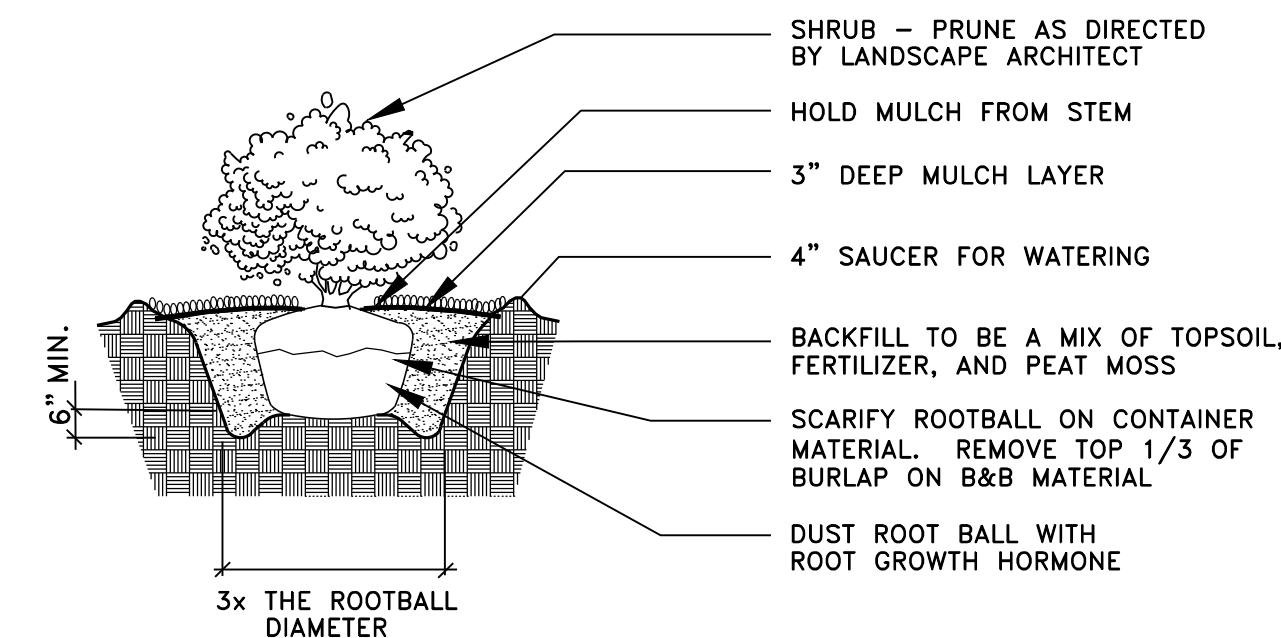 SHRUB – PRUNE AS DIRECTED
BY LANDSCAPE ARCHITECT
HOLD MULCH FROM STEM
3” DEEP MULCH LAYER
4” SAUCER FOR WATERING
BACKFILL TO BE A MIX OF TOPSOIL,
FERTILIZER, AND PEAT MOSS
SCARIFY ROOTBALL ON CONTAINER
MATERIAL. REMOVE TOP 1/3 OF
BURLAP ON B&B MATERIAL
DUST ROOT BALL WITH
ROOT GROWTH HORMONE
6” MIN.
3x THE ROOTBALL
DIAMETER